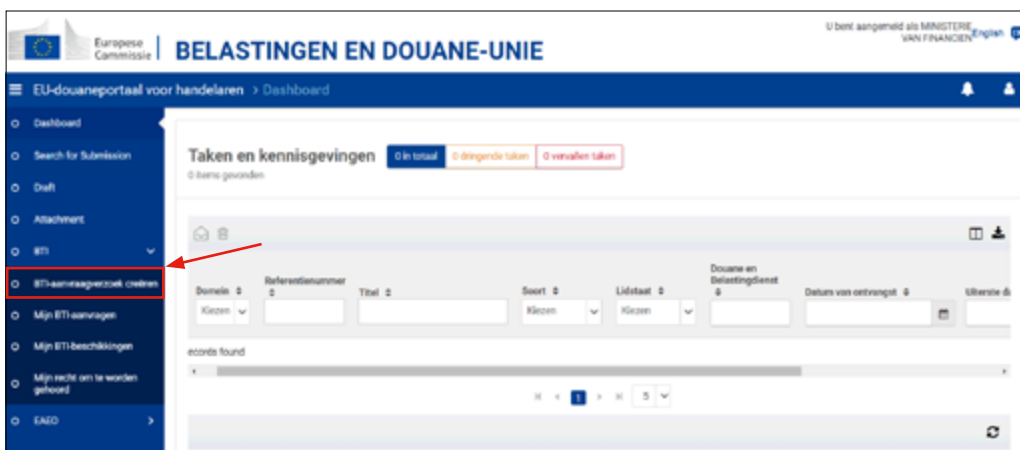 U bent aangemeld als MINISTERIE
VAN FINANCIEN
English
Europese
Commissie
BELASTINGEN EN DOUANE-UNIE
EU-douaneportaal voor handelaren > Dashboard
Dashboard
Search for Submission
Draft
Attachment
BTI
BTI-aanvraagverzoek creëren
Mijn BTI-aanvragen
Mijn BTI-beschikkingen
Mijn recht om te worden
gehoord
EAEO
Taken en kennisgevingen
0 in totaal
0 dringende taken
0 vervallen taken
0 items gevonden
Domein
Referentienummer
Titel
Soort
Lidstaat
Douane en
Belastingdienst
Datum van ontvangst
Uiterste
Kiezen
Kiezen
Kiezen
ecords found
1
5